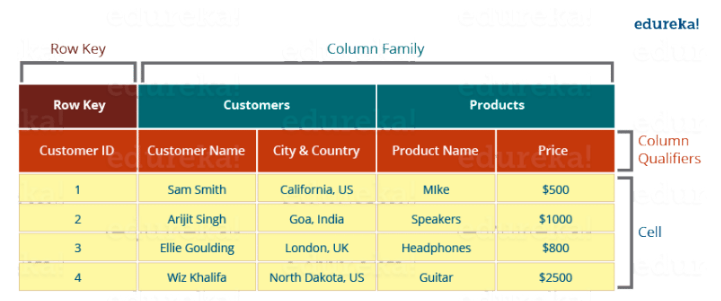 edureka!
Row Key
Column Family
Row Key Customers Products
Customer ID Customer Name City & Country Product Name Price
Column
Qualifiers
1 Sam Smith California, US MIke $500
2 Arijit Singh Goa, India Speakers $1000
3 Ellie Goulding London, UK Headphones $800
4 Wiz Khalifa North Dakota, US Guitar $2500
Cell